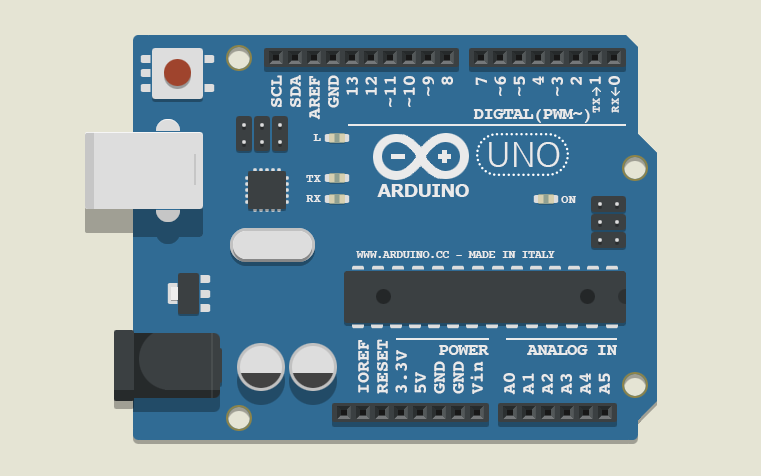 SCL
SDA
AREF
GND
13
12
~11
~10
~9
8
7
~6
~5
4
~3
2
TX→1
RX←0
DIGTAL(PWM~)
L
TX
RX
UNO
ARDUINO
ON
WWW.ARDUINO.CC - MADE IN ITALY
POWER
ANALOG IN
IOREF
RESET
3.3V
5V
GND
GND
Vin
A0
A1
A2
A3
A4
A5